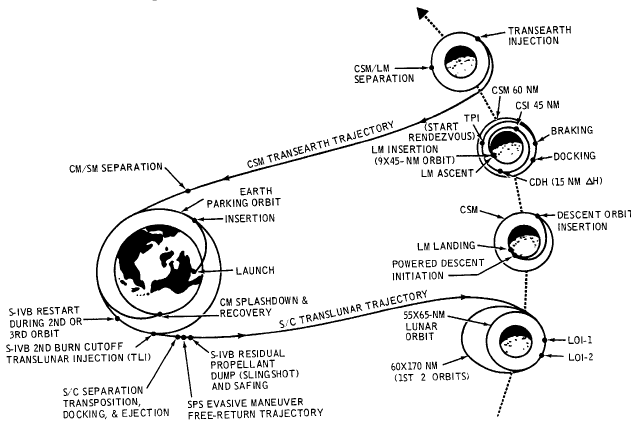 TRANSEARTH
INJECTION
CSM/LM
SEPARATION
CSM 60 NM
CSI 45 NM
TPI
(START
RENDEZVOUS)
BRAKING
LM INSERTION
(9X45-NM ORBIT)
DOCKING
LM ASCENT
CDH (15 NM ΔH)
CSM TRANSEARTH TRAJECTORY
CM/SM SEPARATION
EARTH
PARKING ORBIT
INSERTION
CSM
DESCENT ORBIT
INSERTION
LM LANDING
POWERED DESCENT
INITIATION
LAUNCH
CM SPLASHDOWN &
RECOVERY
S/C TRANSLUNAR TRAJECTORY
S-IVB RESTART
DURING 2ND OR
3RD ORBIT
S-IVB 2ND BURN CUTOFF
TRANSLUNAR INJECTION (TLI)
55X65-NM
LUNAR
ORBIT
LOI-1
LOI-2
60X170 NM
(1ST 2 ORBITS)
S-IVB RESIDUAL
PROPELLANT
DUMP (SLINGSHOT)
AND SAFING
S/C SEPARATION
TRANSPOSITION,
DOCKING, & EJECTION
SPS EVASIVE MANEUVER
FREE-RETURN TRAJECTORY